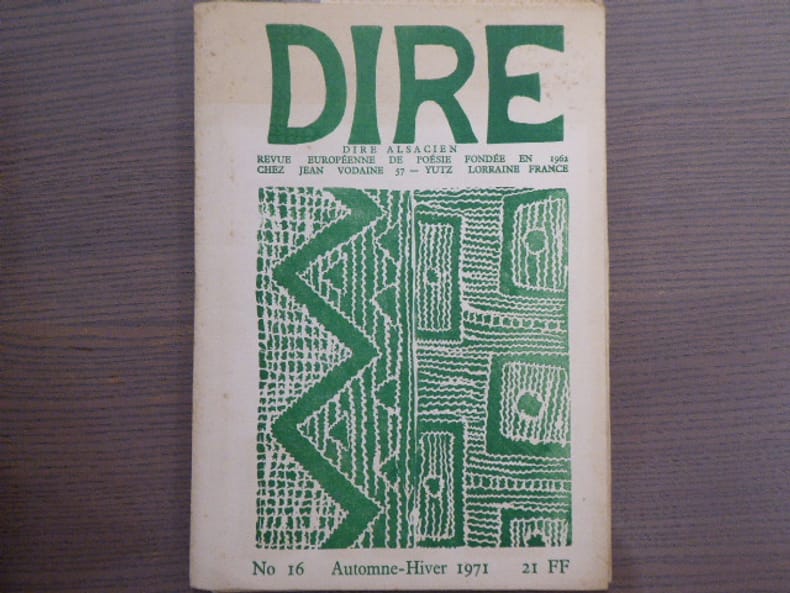 DIRE
DIRE ALSACIEN
REVUE EUROPÉENNE DE POÉSIE FONDÉE EN 1962
CHEZ JEAN VODAINE 57 — YUTZ LORRAINE FRANCE
No 16 Automne-Hiver 1971 21 FF